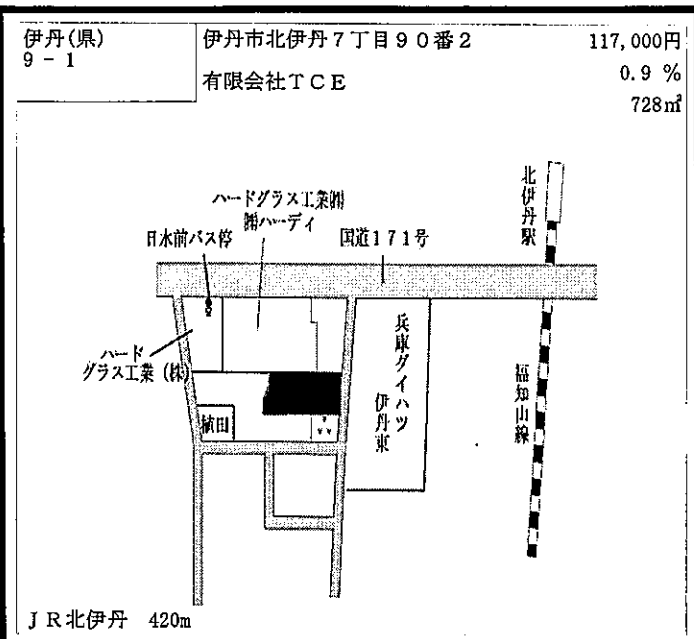 伊丹(県)
9 - 1
伊丹市北伊丹7丁目90番2
有限会社TCE
117,000円
0.9 %
728㎡
北伊丹駅
ハードグラス工業㈱
㈱ハーディ
日水前バス停
国道171号
ハード
グラス工業(株)
兵庫ダイハツ
伊丹東
福知山線
植田
JR北伊丹 420m